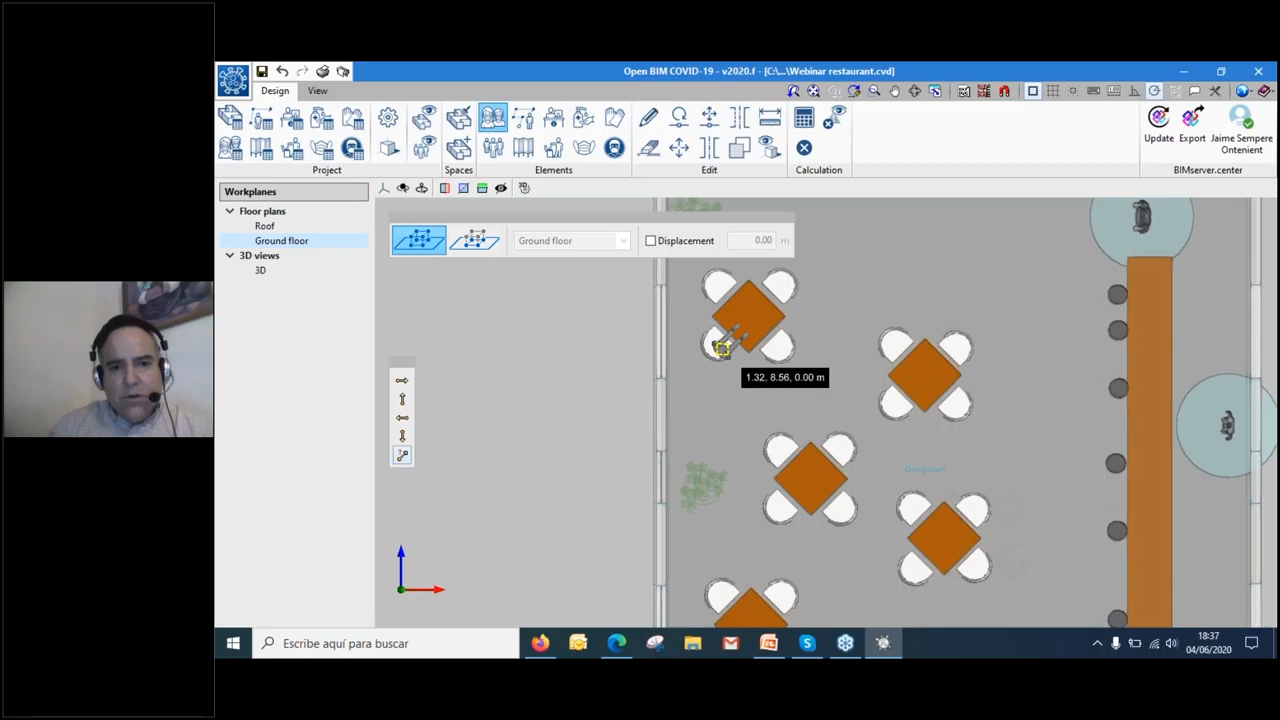 Open BIM COVID-19 - v2020.f - [C:\...\Webinar restaurant.cvd]
Design
View
Project
Spaces
Elements
Edit
Calculation
Update
Export
Jaime Sempere
Ontenient
BIMserver.center
Workplanes
Floor plans
Roof
Ground floor
3D views
3D
Ground floor
Displacement
0.00
m
1.32. 8.56, 0.00 m
Dining room
Escribe aquí para buscar
18:37
04/06/2020